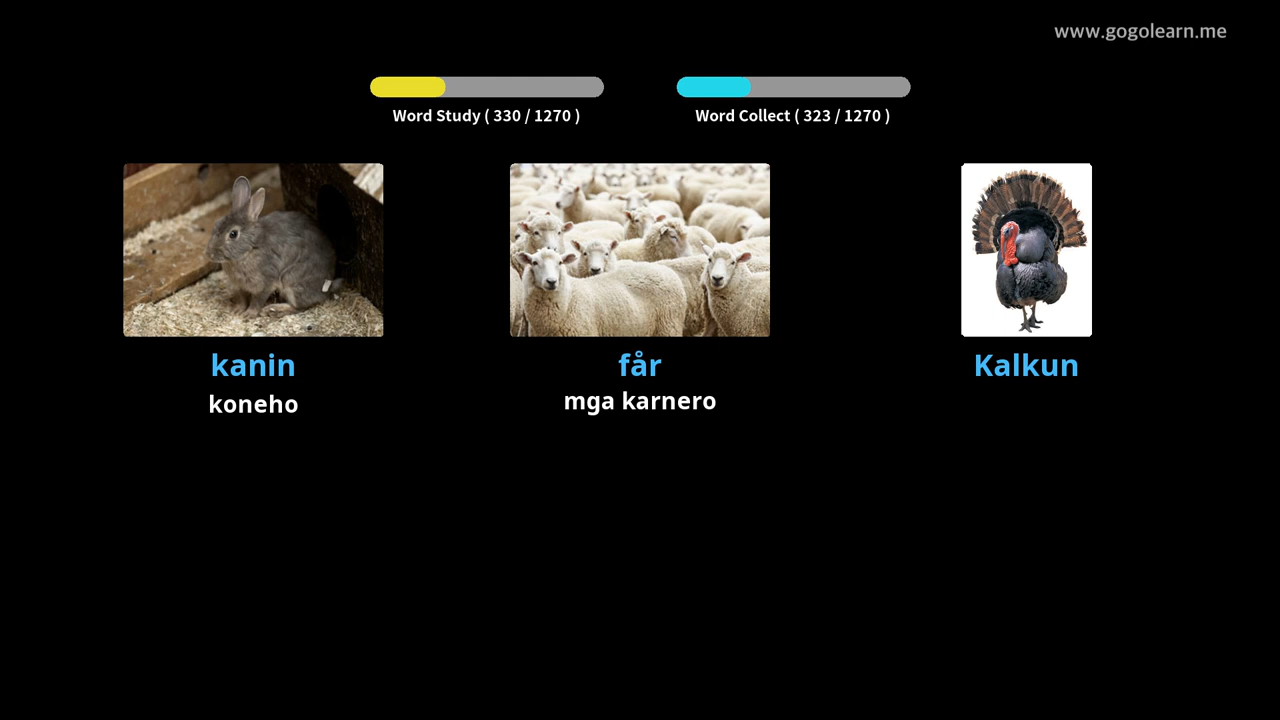 www.gogolearn.me
Word Study ( 330 / 1270 )
Word Collect ( 323 / 1270 )
kanin
får
Kalkun
koneho
mga karnero